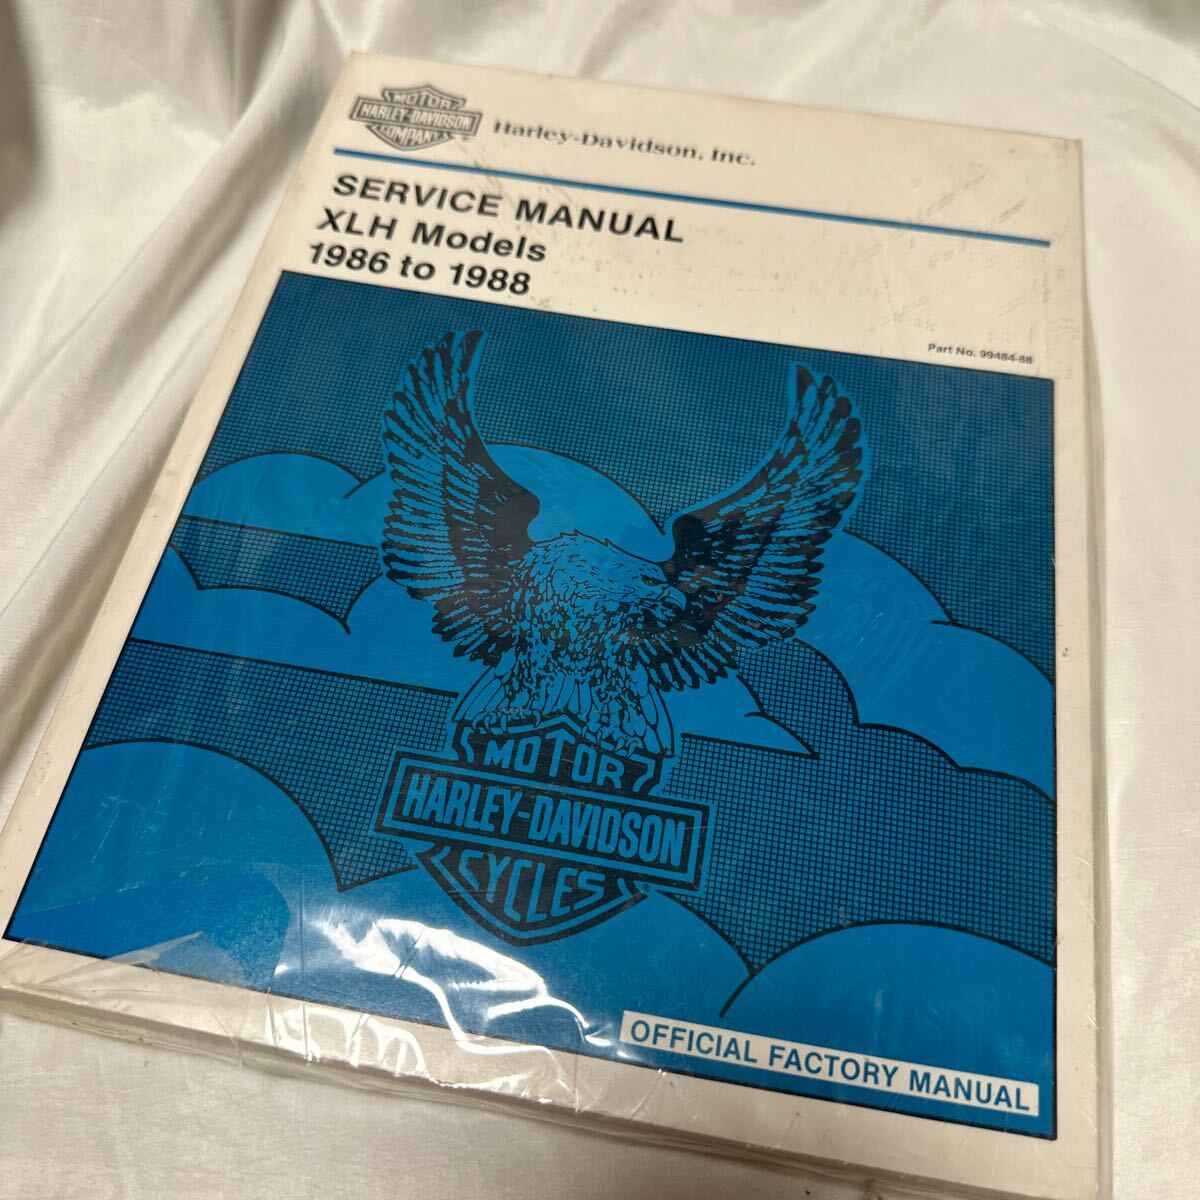 MOTOR
HARLEY-DAVIDSON
COMPANY ®
Harley-Davidson, Inc.
SERVICE MANUAL
XLH Models
1986 to 1988
Part No. 99484-88
MOTOR
HARLEY-DAVIDSON
CYCLES ®
OFFICIAL FACTORY MANUAL